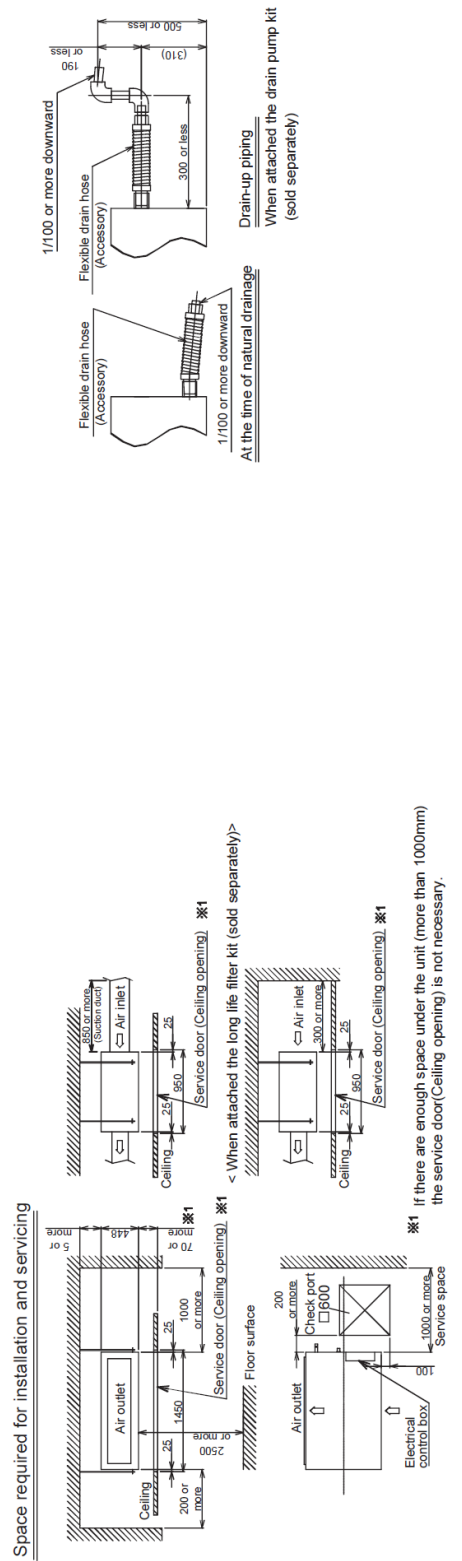 Space required for installation and servicing
5 or
more
448
70 or
more
※1
Air outlet
Ceiling
25
25
1450
1000
or more
200 or
more
2500
or more
Service door (Ceiling opening) ※1
Floor surface
850 or more
(Suction duct)
Air inlet
Ceiling
25
25
950
Service door (Ceiling opening) ※1
< When attached the long life filter kit (sold separately)>
Air inlet
300 or more
Ceiling
25
25
950
Service door (Ceiling opening) ※1
Air outlet
200
or more
Check port
□600
Electrical
control box
100
1000 or more
Service space
※1 If there are enough space under the unit (more than 1000mm)
the service door(Ceiling opening) is not necessary.
Flexible drain hose
(Accessory)
1/100 or more downward
At the time of natural drainage
1/100 or more downward
Flexible drain hose
(Accessory)
190
or less
500 or less
(310)
300 or less
Drain-up piping
When attached the drain pump kit
(sold separately)